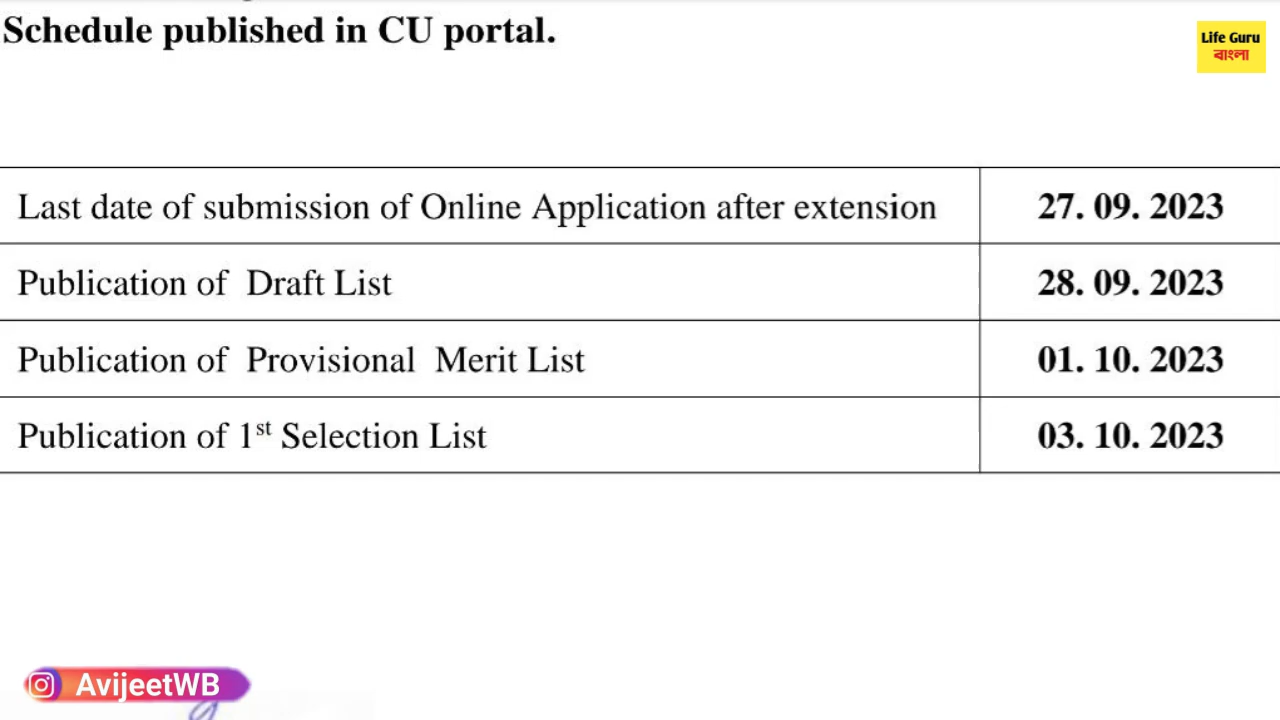 Schedule published in CU portal.
Life Guru
বাংলা
Last date of submission of Online Application after extension 27. 09. 2023
Publication of Draft List 28. 09. 2023
Publication of Provisional Merit List 01. 10. 2023
Publication of 1st Selection List 03. 10. 2023
AvijeetWB